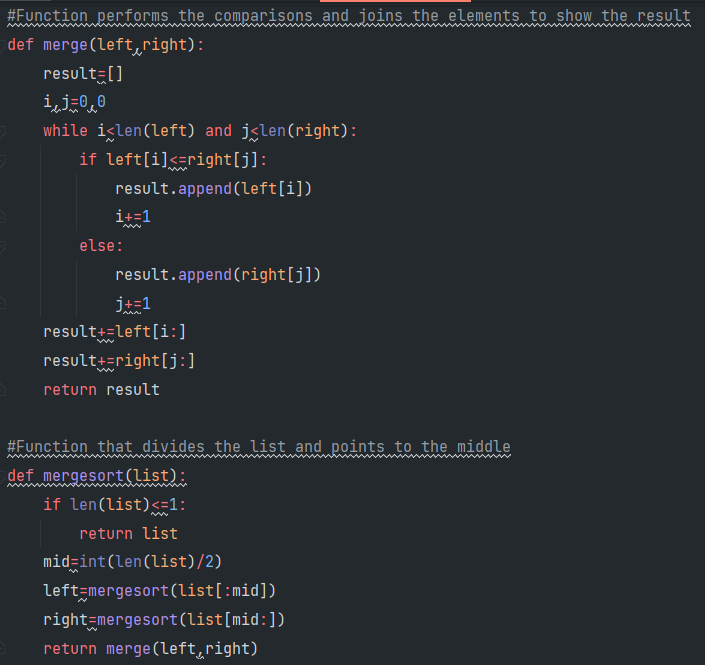 #Function performs the comparisons and joins the elements to show the result
def merge(left,right):
    result=[]
    i,j=0,0
    while i<len(left) and j<len(right):
        if left[i]<=right[j]:
            result.append(left[i])
            i+=1
        else:
            result.append(right[j])
            j+=1
    result+=left[i:]
    result+=right[j:]
    return result

#Function that divides the list and points to the middle
def mergesort(list):
    if len(list)<=1:
        return list
    mid=int(len(list)/2)
    left=mergesort(list[:mid])
    right=mergesort(list[mid:])
    return merge(left,right)